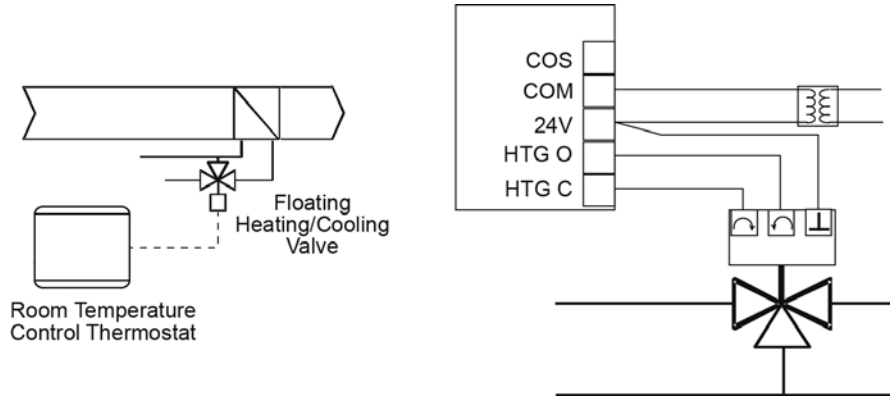 Floating
Heating/Cooling
Valve
Room Temperature
Control Thermostat
COS
COM
24V
HTG O
HTG C